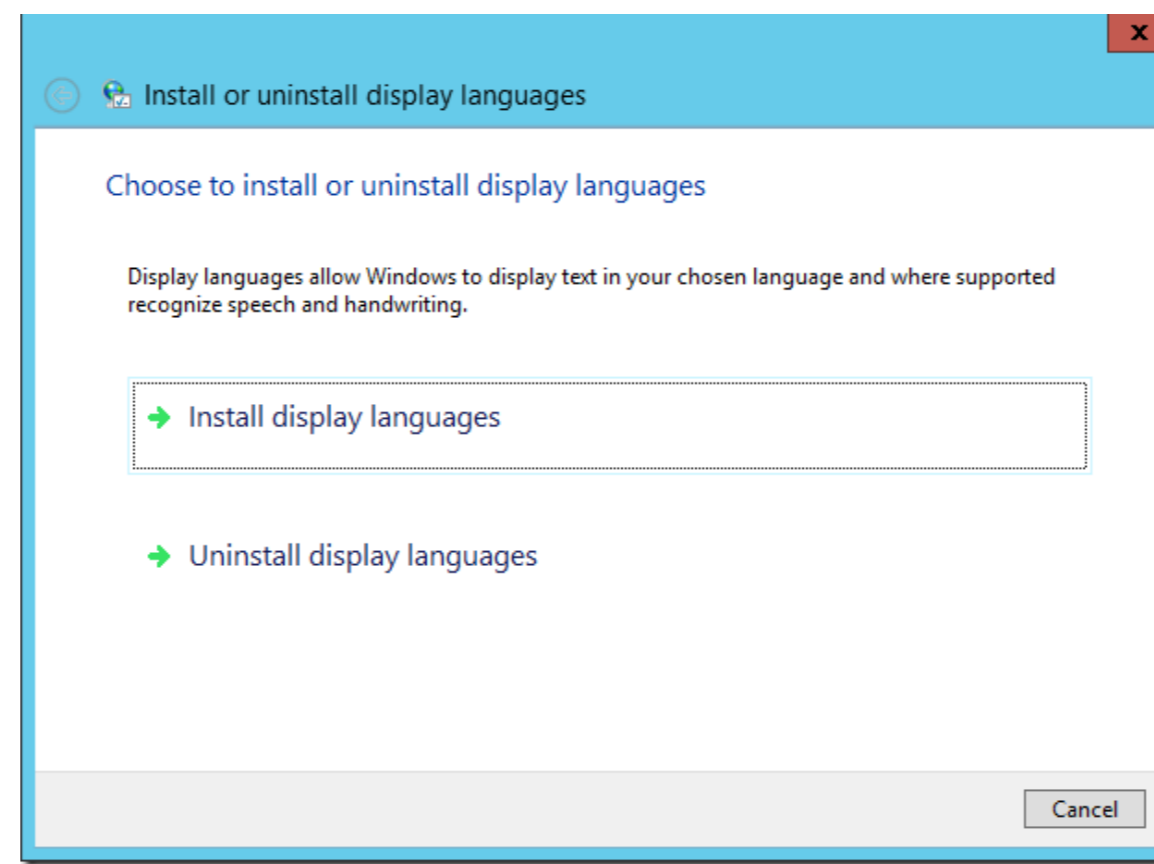 x
Install or uninstall display languages
Choose to install or uninstall display languages
Display languages allow Windows to display text in your chosen language and where supported
recognize speech and handwriting.
Install display languages
Uninstall display languages
Cancel